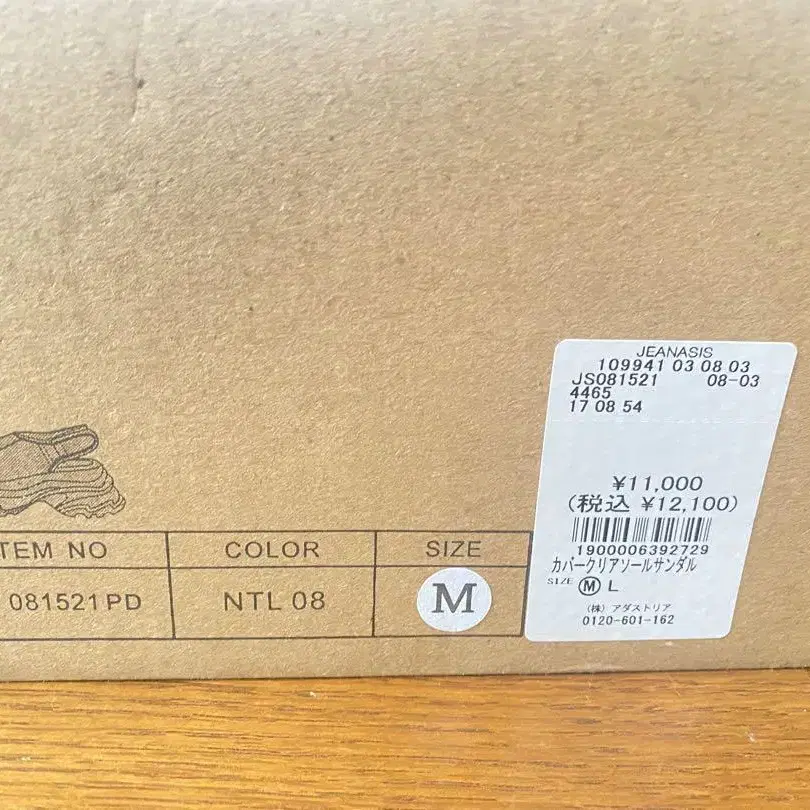 JEANASIS
109941 03 08 03
JS081521 08-03
4465
17 08 54
¥11,000
(税込 ¥12,100)
1900006392729
カバークリアソールサンダル
SIZE Ⓜ L
(株) アダストリア
0120-601-162
TEM NO COLOR SIZE
081521PD NTL 08 M